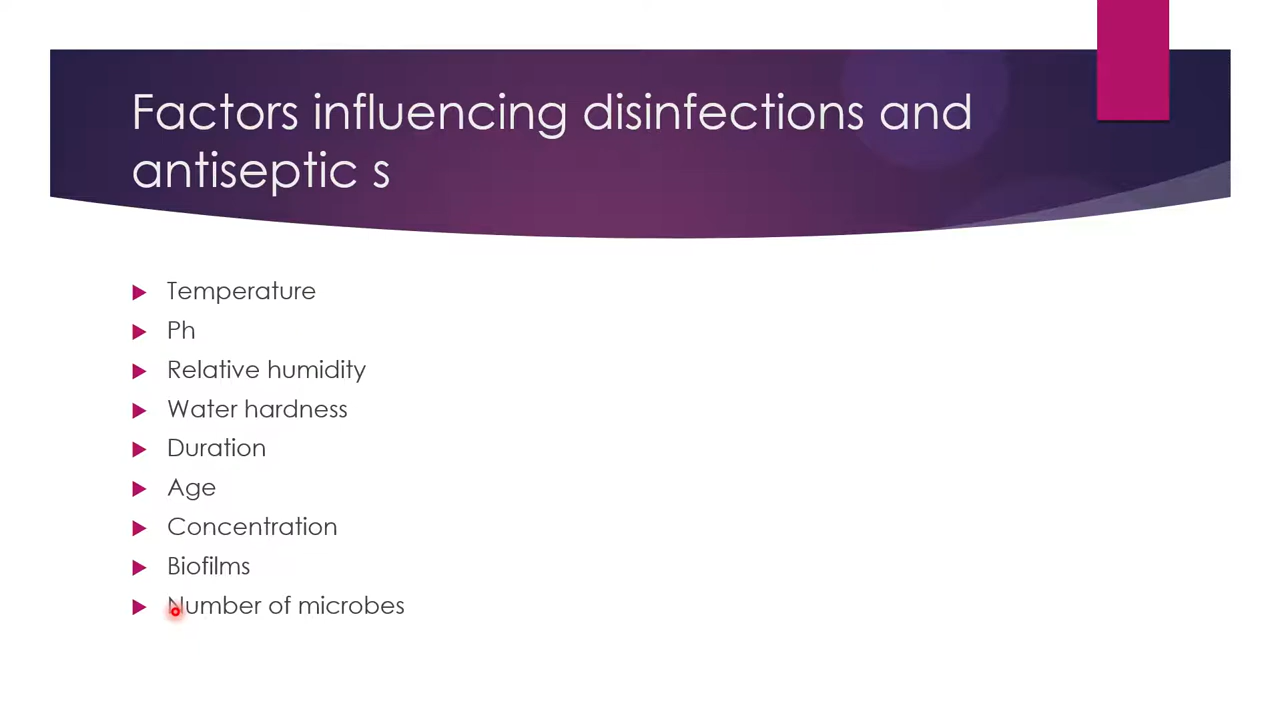 Factors influencing disinfections and
antiseptic s
Temperature
Ph
Relative humidity
Water hardness
Duration
Age
Concentration
Biofilms
Number of microbes